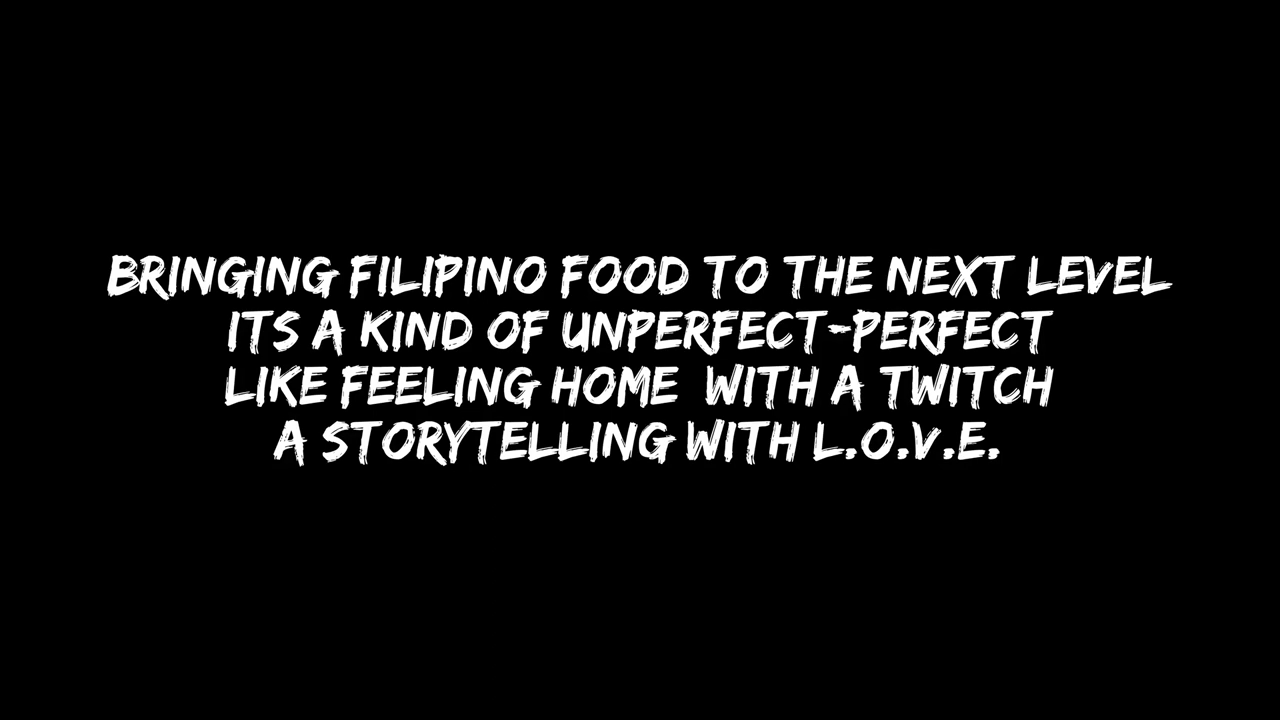 BRINGING FILIPINO FOOD TO THE NEXT LEVEL
ITS A KIND OF UNPERFECT-PERFECT
LIKE FEELING HOME  WITH A TWITCH
A STORYTELLING WITH L.O.V.E.